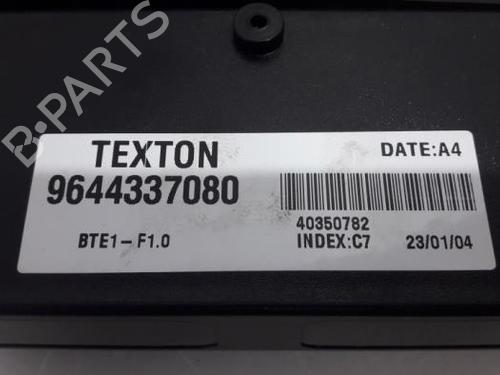 B-PARTS
TEXTON
DATE:A4
9644337080
40350782
BTE1-F1.0
INDEX:C7
23/01/04